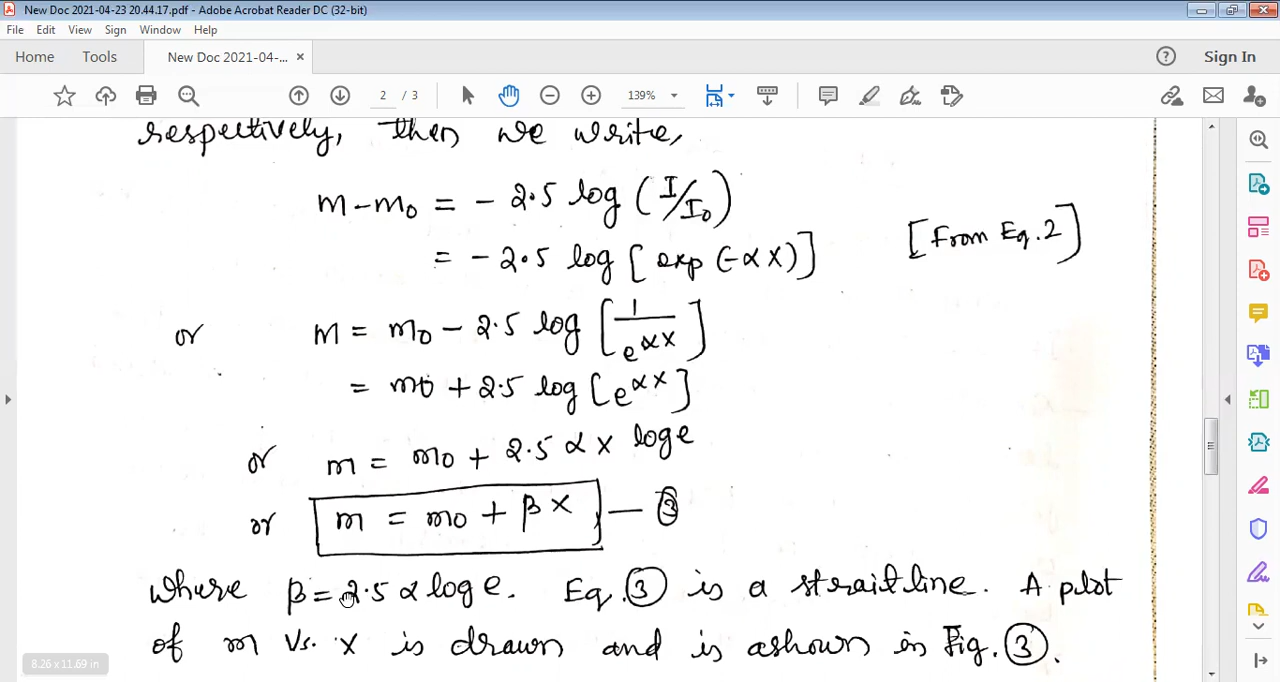 New Doc 2021-04-23 20.44.17.pdf - Adobe Acrobat Reader DC (32-bit)
File Edit View Sign Window Help
Home Tools New Doc 2021-04-... × Sign In
2 / 3 139%
respectively, then we write,
m - m₀ = - 2.5 log (I/I₀)
= - 2.5 log [exp (-αX)] [From Eq. 2]
or m = m₀ - 2.5 log [1/e^αX]
= m₀ + 2.5 log [e^αX]
or m = m₀ + 2.5 α X log e
or m = m₀ + β X — ③
where β = 2.5 α log e. Eq. ③ is a strait line. A plot
of m Vs. X is drawn and is ashown in Fig. ③.
8.26 x 11.69 in